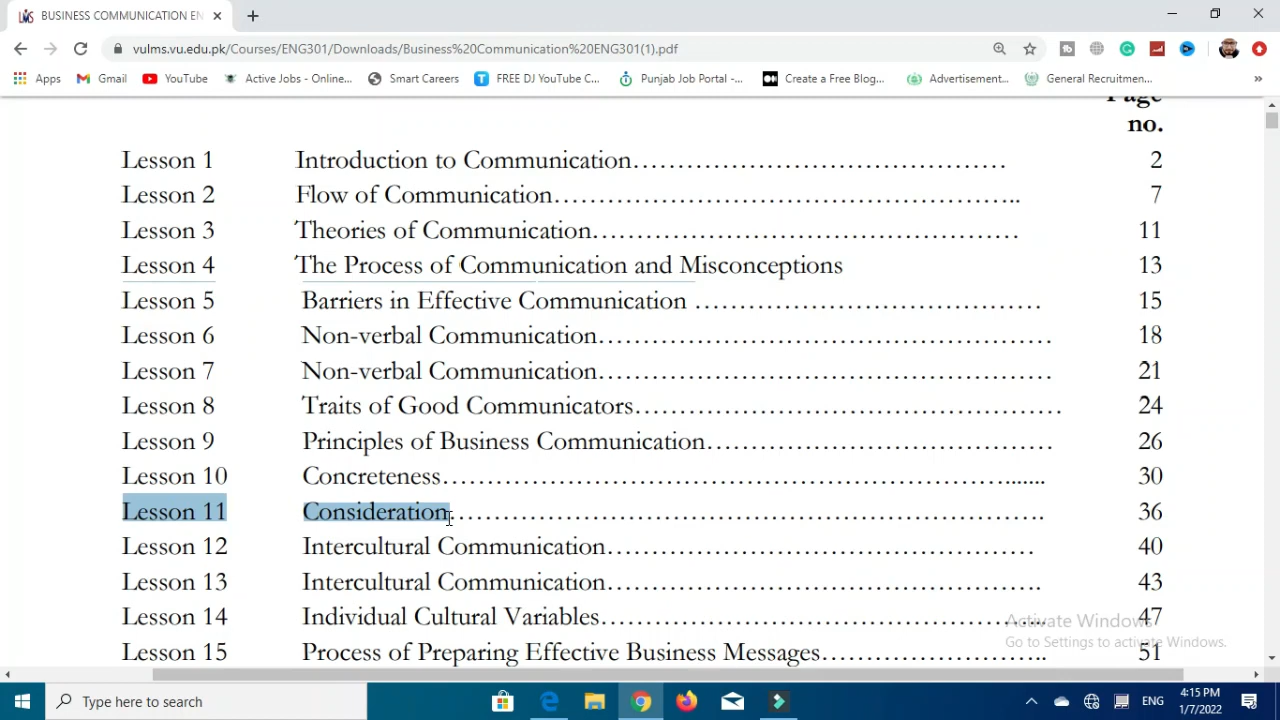 BUSINESS COMMUNICATION EN
vulms.vu.edu.pk/Courses/ENG301/Downloads/Business%20Communication%20ENG301(1).pdf
Apps Gmail YouTube Active Jobs - Online... Smart Careers FREE DJ YouTube C... Punjab Job Portal -... Create a Free Blog... Advertisement... General Recruitmen... »
Page
no.
Lesson 1 Introduction to Communication…………………………………… 2
Lesson 2 Flow of Communication……………………………………………….. 7
Lesson 3 Theories of Communication………………………………………… 11
Lesson 4 The Process of Communication and Misconceptions 13
Lesson 5 Barriers in Effective Communication ………………………………… 15
Lesson 6 Non-verbal Communication……………………………………………… 18
Lesson 7 Non-verbal Communication……………………………………………… 21
Lesson 8 Traits of Good Communicators…………………………………………… 24
Lesson 9 Principles of Business Communication………………………………… 26
Lesson 10 Concreteness……………………………………………………….. 30
Lesson 11 Consideration………………………………………………………. 36
Lesson 12 Intercultural Communication……………………………………… 40
Lesson 13 Intercultural Communication………………………………………. 43
Lesson 14 Individual Cultural Variables……………………………………….. 47
Lesson 15 Process of Preparing Effective Business Messages…………………….. 51
Activate Windows
Go to Settings to activate Windows.
Type here to search
ENG
4:15 PM
1/7/2022